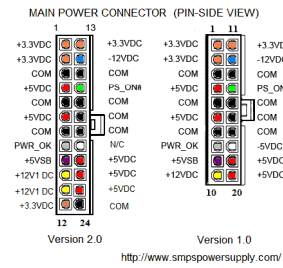 MAIN POWER CONNECTOR (PIN-SIDE VIEW)
1 13
+3.3VDC +3.3VDC
+3.3VDC -12VDC
COM COM
+5VDC PS_ON#
COM COM
+5VDC COM
COM COM
PWR_OK N/C
+5VSB +5VDC
+12V1 DC +5VDC
+12V1 DC +5VDC
+3.3VDC COM
12 24
Version 2.0
1 11
+3.3VDC +3.3V
+3.3VDC -12VD
COM COM
+5VDC PS_ON
COM COM
+5VDC COM
COM COM
PWR_OK -5VDC
+5VSB +5VDC
+12VDC +5VDC
10 20
Version 1.0
http://www.smpspowersupply.com/